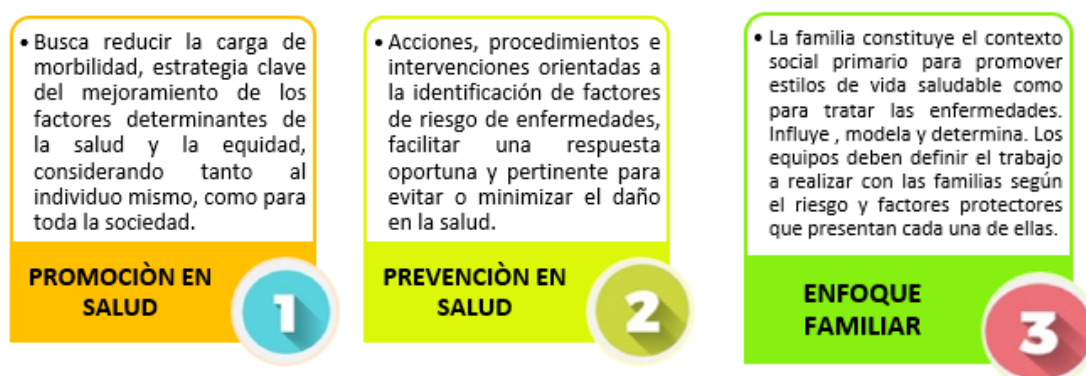 • Busca reducir la carga de
morbilidad, estrategia clave
del mejoramiento de los
factores determinantes de
la salud y la equidad,
considerando tanto al
individuo mismo, como para
toda la sociedad.
PROMOCIÒN EN
SALUD
1
• Acciones, procedimientos e
intervenciones orientadas a
la identificación de factores
de riesgo de enfermedades,
facilitar una respuesta
oportuna y pertinente para
evitar o minimizar el daño
en la salud.
PREVENCIÒN EN
SALUD
2
• La familia constituye el contexto
social primario para promover
estilos de vida saludable como
para tratar las enfermedades.
Influye , modela y determina. Los
equipos deben definir el trabajo
a realizar con las familias según
el riesgo y factores protectores
que presentan cada una de ellas.
ENFOQUE
FAMILIAR
3